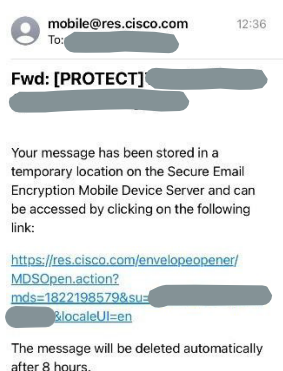 mobile@res.cisco.com 12:36
To:
Fwd: [PROTECT]
Your message has been stored in a
temporary location on the Secure Email
Encryption Mobile Device Server and can
be accessed by clicking on the following
link:
https://res.cisco.com/envelopeopener/
MDSOpen.action?
mds=1822198579&su=
&localeUI=en
The message will be deleted automatically
after 8 hours.